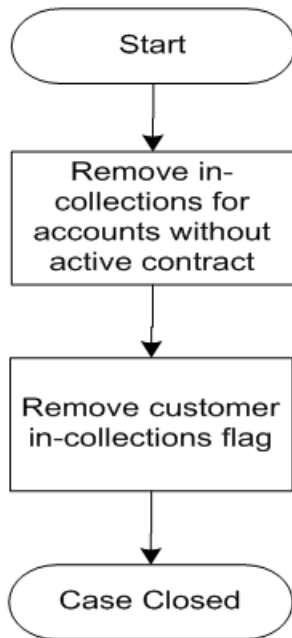 Start
Remove in-
collections for
accounts without
active contract
Remove customer
in-collections flag
Case Closed